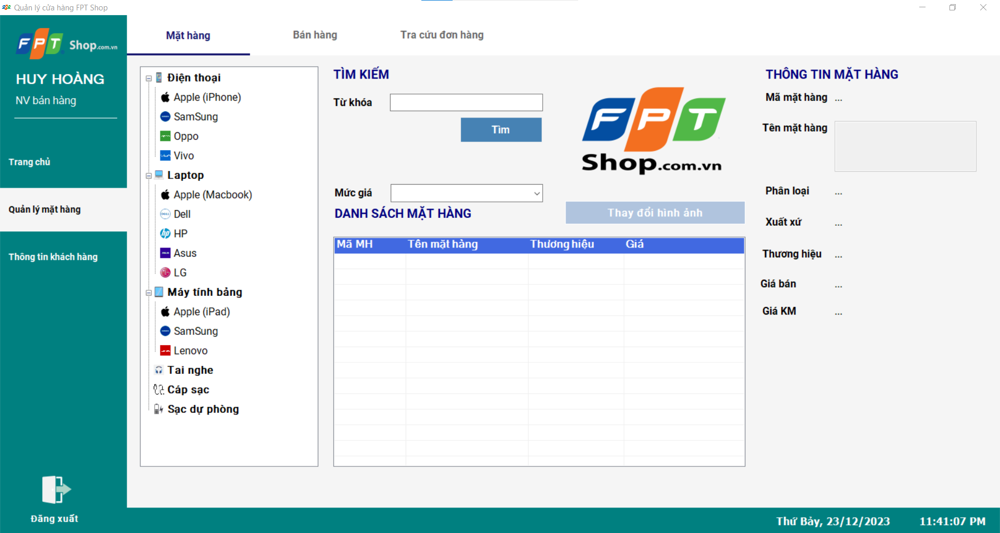 Quản lý cửa hàng FPT Shop
FPT Shop.com.vn
HUY HOÀNG
NV bán hàng
Trang chủ
Quản lý mặt hàng
Thông tin khách hàng
Đăng xuất
Mặt hàng
Bán hàng
Tra cứu đơn hàng
Điện thoại
Apple (iPhone)
SamSung
Oppo
Vivo
Laptop
Apple (Macbook)
Dell
HP
Asus
LG
Máy tính bảng
Apple (iPad)
SamSung
Lenovo
Tai nghe
Cáp sạc
Sạc dự phòng
TÌM KIẾM
Từ khóa
Tìm
Mức giá
FPT
Shop.com.vn
Thay đổi hình ảnh
DANH SÁCH MẶT HÀNG
Mã MH Tên mặt hàng Thương hiệu Giá
THÔNG TIN MẶT HÀNG
Mã mặt hàng ...
Tên mặt hàng
Phân loại ...
Xuất xứ ...
Thương hiệu ...
Giá bán ...
Giá KM ...
Thứ Bảy, 23/12/2023 11:41:07 PM